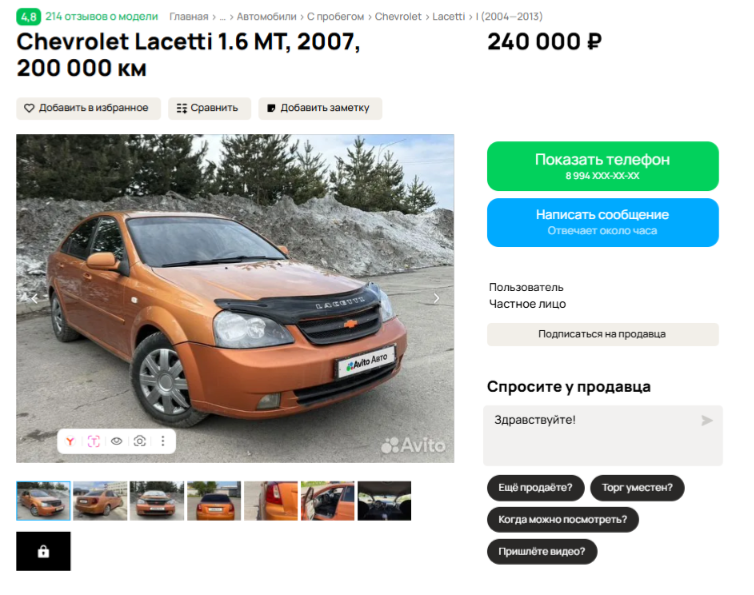 4,8 214 отзывов о модели Главная › ... › Автомобили › С пробегом › Chevrolet › Lacetti › I (2004—2013)
Chevrolet Lacetti 1.6 MT, 2007,
200 000 км
240 000 ₽
Добавить в избранное
Сравнить
Добавить заметку
LACETTI
Avito Авто
Avito
Показать телефон
8 994 XXX-XX-XX
Написать сообщение
Отвечает около часа
Пользователь
Частное лицо
Подписаться на продавца
Спросите у продавца
Здравствуйте!
Ещё продаёте?
Торг уместен?
Когда можно посмотреть?
Пришлёте видео?